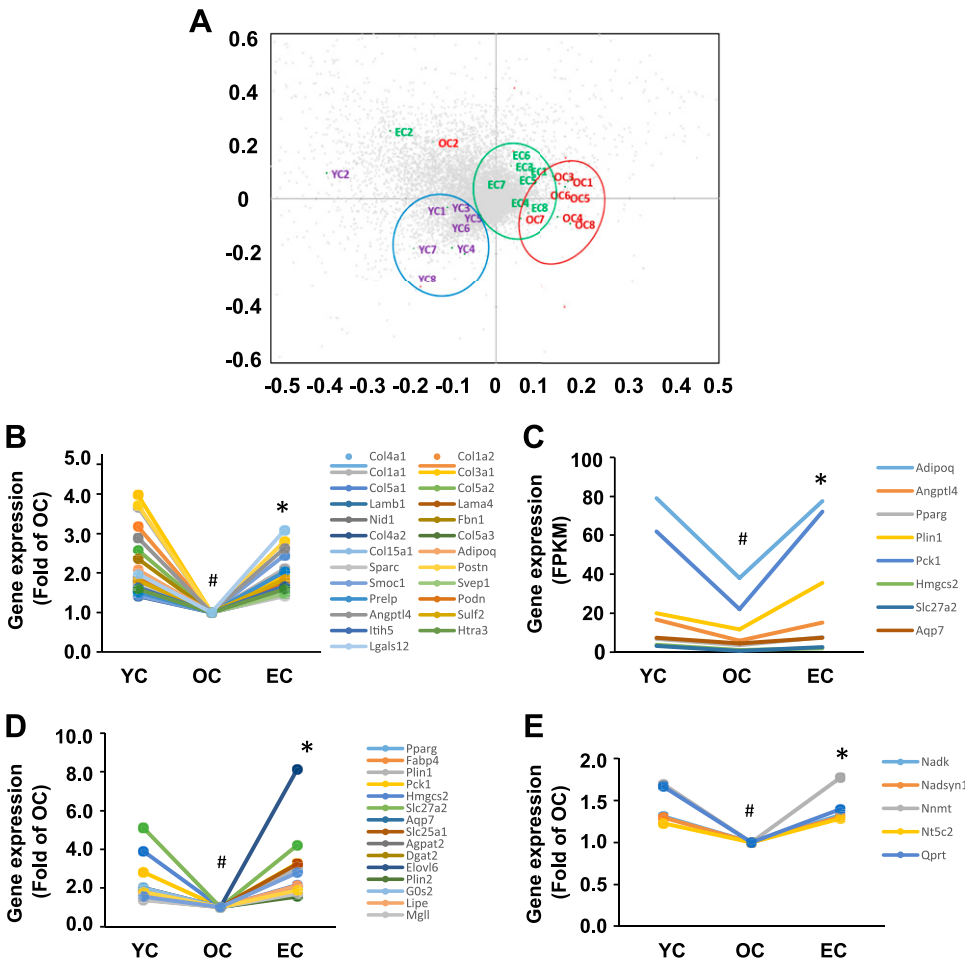 A
0.6
0.4
0.2
0
-0.2
-0.4
-0.6
-0.5 -0.4 -0.2 -0.1 0 0.1 0.2 0.3 0.4 0.5
EC2
OC2
YC2
EC6
EC3
EC1
EC5
EC7
EC4
EC8
OC3
OC1
OC6
OC5
OC7
OC4
OC8
YC1
YC3
YC5
YC6
YC7
YC4
YC8
B
Gene expression
(Fold of OC)
5.0
4.0
3.0
2.0
1.0
0.0
#
*
YC OC EC
Col4a1 Col1a2
Col1a1 Col3a1
Col5a1 Col5a2
Lamb1 Lama4
Nid1 Fbn1
Col4a2 Col5a3
Col15a1 Adipoq
Sparc Postn
Smoc1 Svep1
Prelp Podn
Angptl4 Sulf2
Itih5 Htra3
Lgals12
C
Gene expression
(FPKM)
100
80
60
40
20
0
#
*
YC OC EC
Adipoq
Angptl4
Pparg
Plin1
Pck1
Hmgcs2
Slc27a2
Aqp7
D
Gene expression
(Fold of OC)
10.0
8.0
6.0
4.0
2.0
0.0
#
*
YC OC EC
Pparg
Fabp4
Plin1
Pck1
Hmgcs2
Slc27a2
Aqp7
Slc25a1
Agpat2
Dgat2
Elovl6
Plin2
G0s2
Lipe
Mgll
E
Gene expression
(Fold of OC)
2.0
1.5
1.0
0.5
0.0
#
*
YC OC EC
Nadk
Nadsyn1
Nnmt
Nt5c2
Qprt